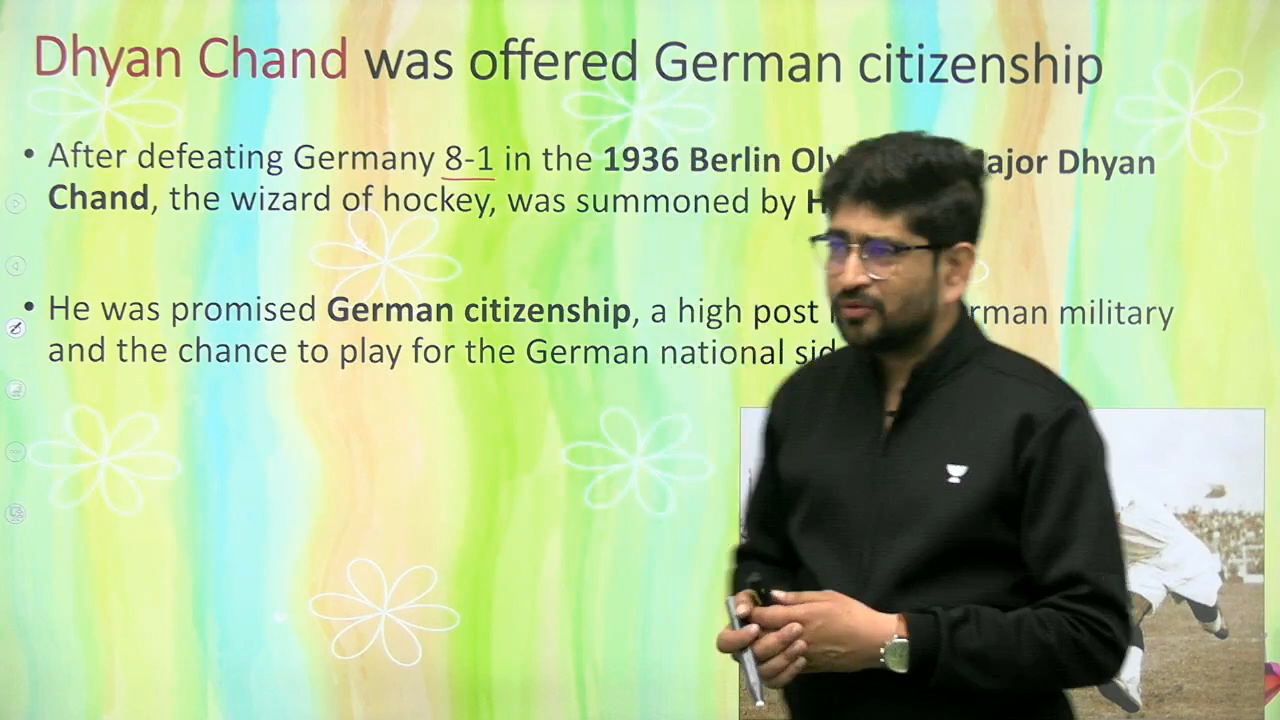 Dhyan Chand was offered German citizenship
• After defeating Germany 8-1 in the 1936 Berlin Dhyan
Chand, the wizard of hockey, was summoned by
• He was promised German citizenship, a high post military
and the chance to play for the German national